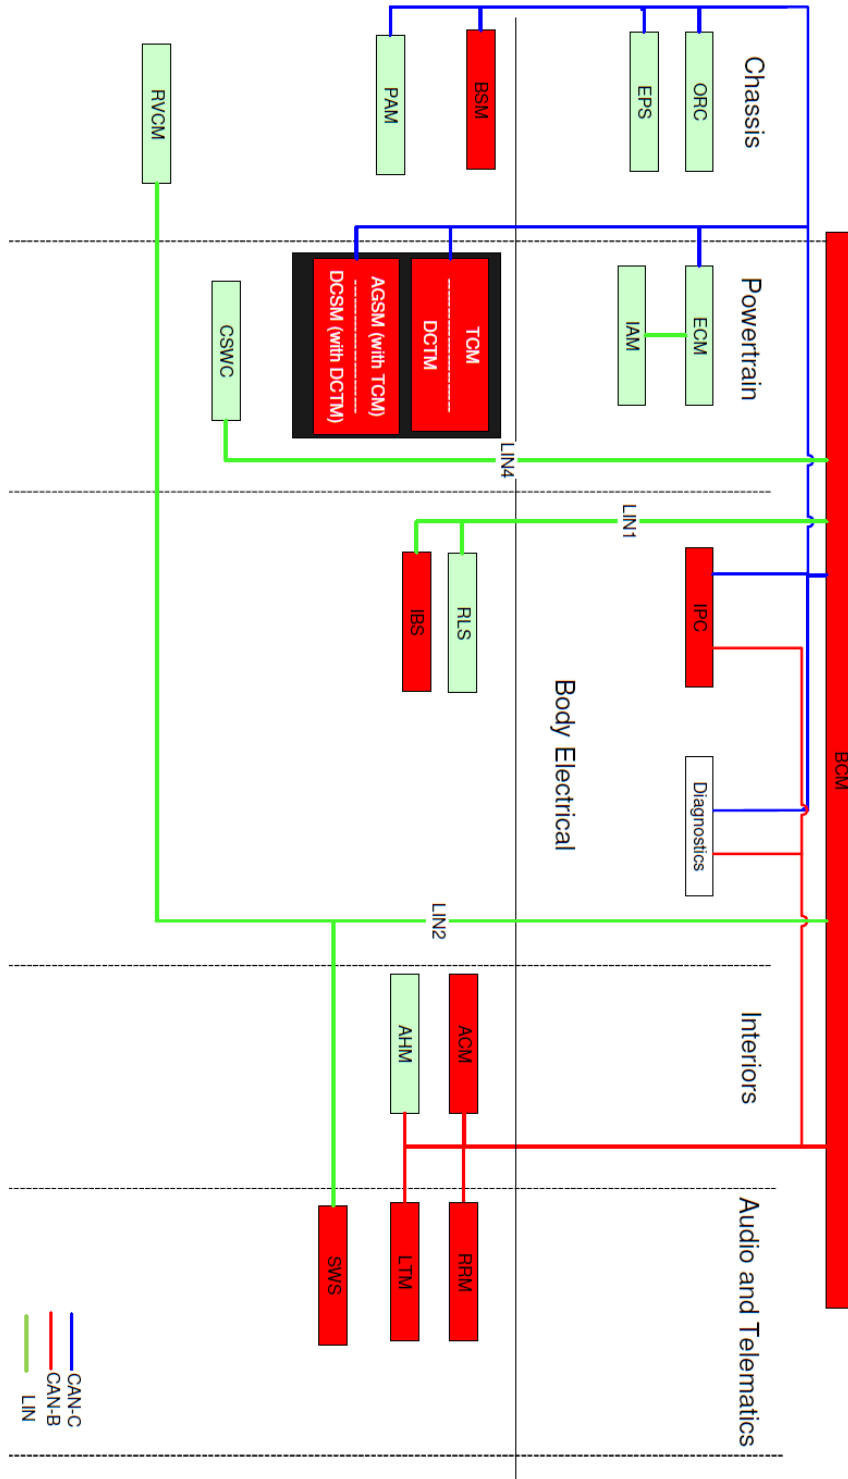 BCM
Chassis
Powertrain
Body Electrical
Interiors
Audio and Telematics
ORC
EPS
BSM
PAM
RVCM
ECM
IAM
TCM
------------------
DCTM
AGSM (with TCM)
------------------
DCSM (with DCTM)
CSWC
LIN4
LIN1
IPC
RLS
IBS
Diagnostics
LIN2
ACM
AHM
RRM
LTM
SWS
CAN-C
CAN-B
LIN